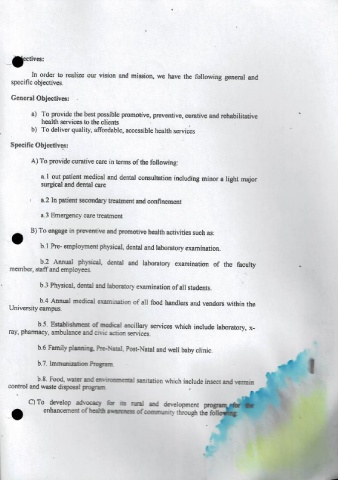 ectives:
In order to realize our vision and mission, we have the following general and
specific objectives.
General Objectives:
a) To provide the best possible promotive, preventive, curative and rehabilitative
health services to the clients
b) To deliver quality, affordable, accessible health services
Specific Objectives:
A) To provide curative care in terms of the following:
a.1 out patient medical and dental consultation including minor a light major
surgical and dental care
a.2 In patient secondary treatment and confinement
a.3 Emergency care treatment
B) To engage in preventive and promotive health activities such as:
b.1 Pre- employment physical, dental and laboratory examination.
b.2 Annual physical, dental and laboratory examination of the faculty
member, staff and employees.
b.3 Physical, dental and laboratory examination of all students.
b.4 Annual medical examination of all food handlers and vendors within the
University campus.
b.5. Establishment of medical ancillary services which include laboratory, x-
ray, pharmacy, ambulance and civic action services.
b.6 Family planning, Pre-Natal, Post-Natal and well baby clinic.
b.7. Immunization Program
b.8. Food, water and environmental sanitation which include insect and vermin
control and waste disposal program.
C) To develop advocacy for its rural and development program for the
enhancement of health awareness of community through the following: